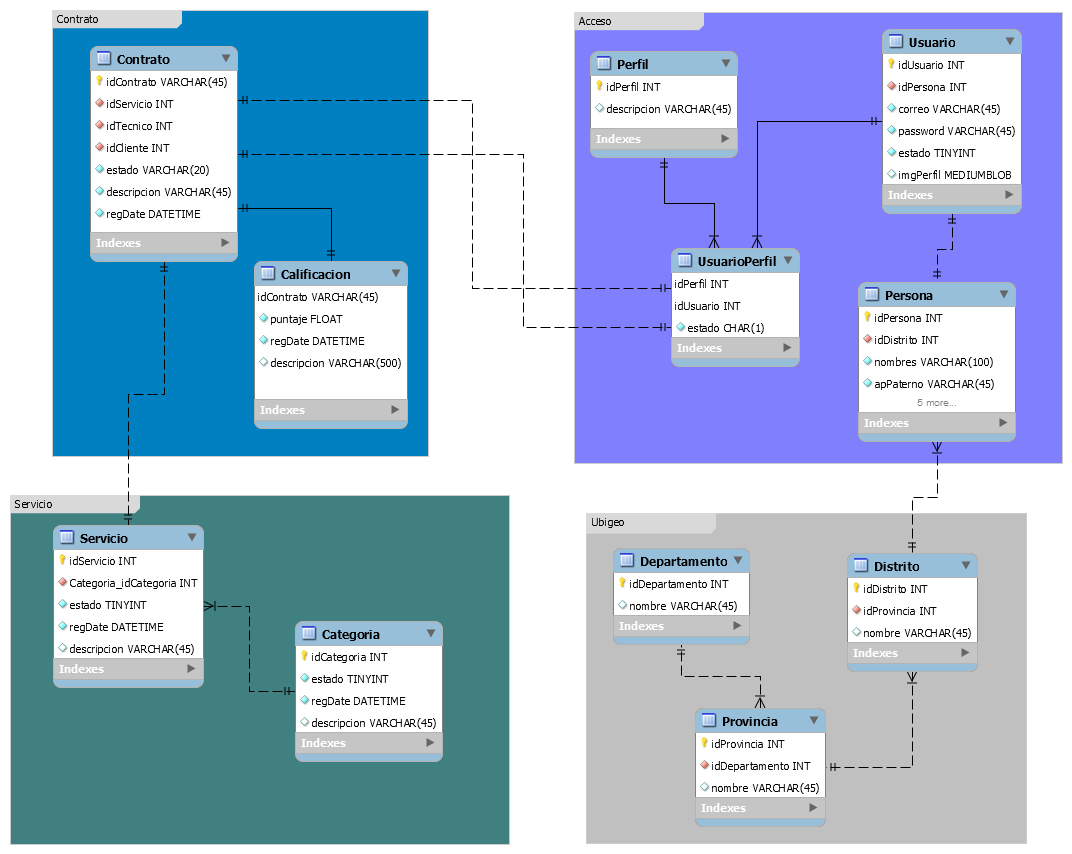 Contrato
Contrato
idContrato VARCHAR(45)
idServicio INT
idTecnico INT
idCliente INT
estado VARCHAR(20)
descripcion VARCHAR(45)
regDate DATETIME
Indexes
Calificacion
idContrato VARCHAR(45)
puntaje FLOAT
regDate DATETIME
descripcion VARCHAR(500)
Indexes
Acceso
Perfil
idPerfil INT
descripcion VARCHAR(45)
Indexes
Usuario
idUsuario INT
idPersona INT
correo VARCHAR(45)
password VARCHAR(45)
estado TINYINT
imgPerfil MEDIUMBLOB
Indexes
UsuarioPerfil
idPerfil INT
idUsuario INT
estado CHAR(1)
Indexes
Persona
idPersona INT
idDistrito INT
nombres VARCHAR(100)
apPaterno VARCHAR(45)
5 more...
Indexes
Servicio
Servicio
idServicio INT
Categoria_idCategoria INT
estado TINYINT
regDate DATETIME
descripcion VARCHAR(45)
Indexes
Categoria
idCategoria INT
estado TINYINT
regDate DATETIME
descripcion VARCHAR(45)
Indexes
Ubigeo
Departamento
idDepartamento INT
nombre VARCHAR(45)
Indexes
Distrito
idDistrito INT
idProvincia INT
nombre VARCHAR(45)
Indexes
Provincia
idProvincia INT
idDepartamento INT
nombre VARCHAR(45)
Indexes